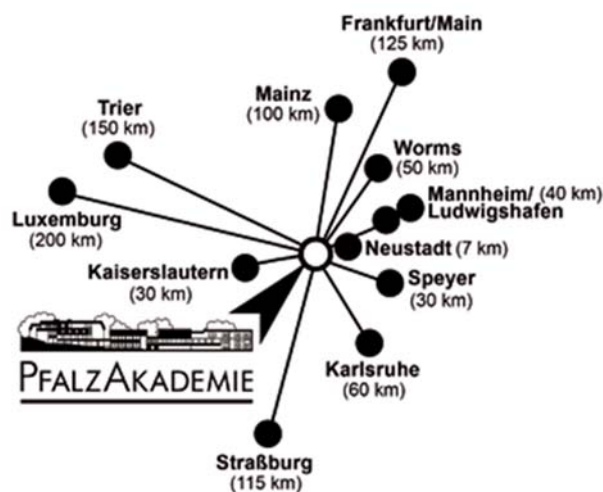 Frankfurt/Main
(125 km)
Mainz
(100 km)
Trier
(150 km)
Worms
(50 km)
Mannheim/ (40 km)
Ludwigshafen
Luxemburg
(200 km)
Neustadt (7 km)
Kaiserslautern
(30 km)
Speyer
(30 km)
PFALZAKADEMIE
Karlsruhe
(60 km)
Straßburg
(115 km)